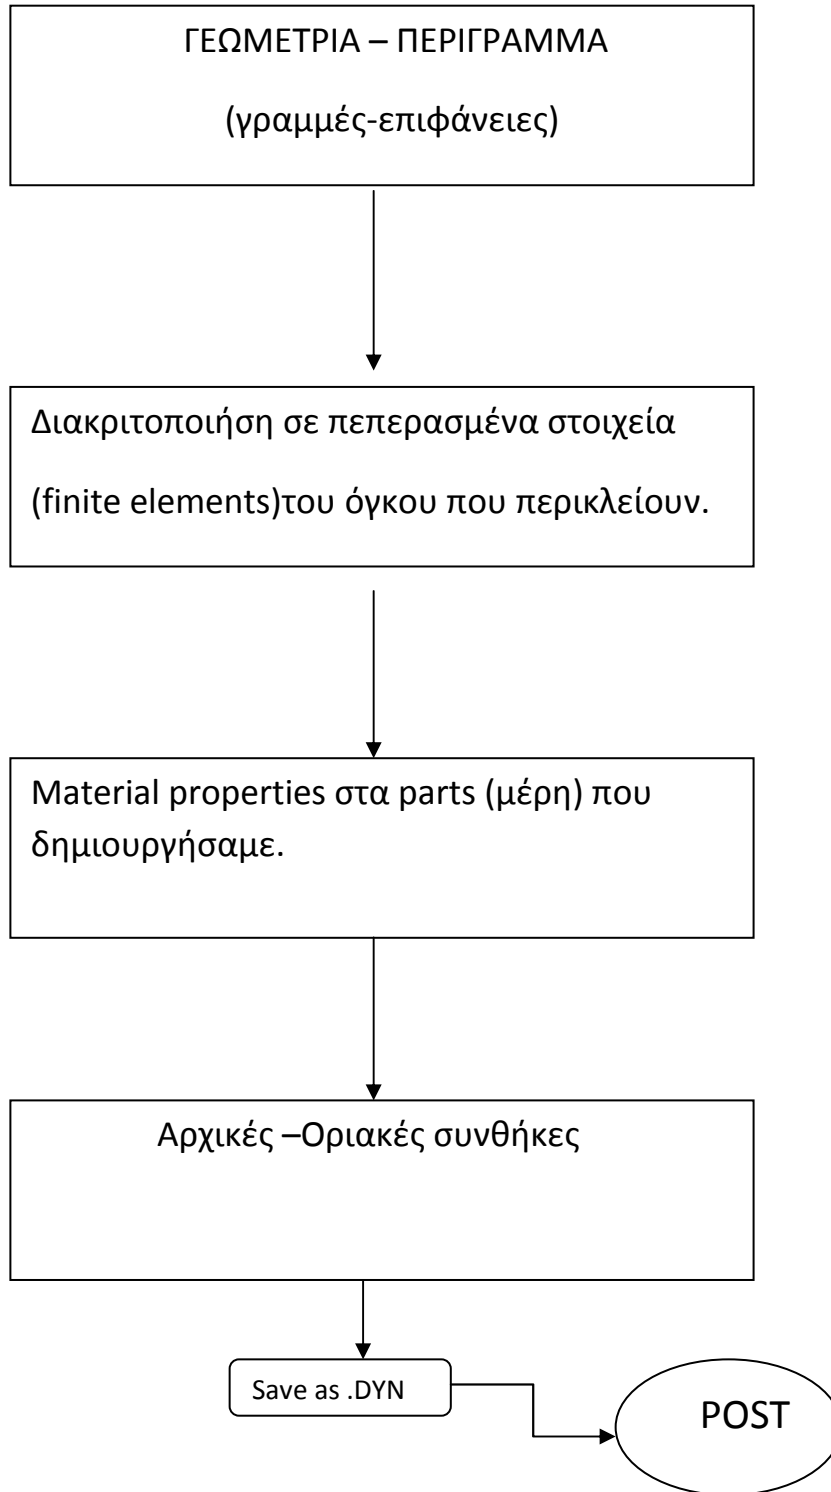 ΓΕΩΜΕΤΡΙΑ – ΠΕΡΙΓΡΑΜΜΑ
(γραμμές-επιφάνειες)
Διακριτοποιήση σε πεπερασμένα στοιχεία
(finite elements)του όγκου που περικλείουν.
Material properties στα parts (μέρη) που
δημιουργήσαμε.
Αρχικές –Οριακές συνθήκες
Save as .DYN
POST